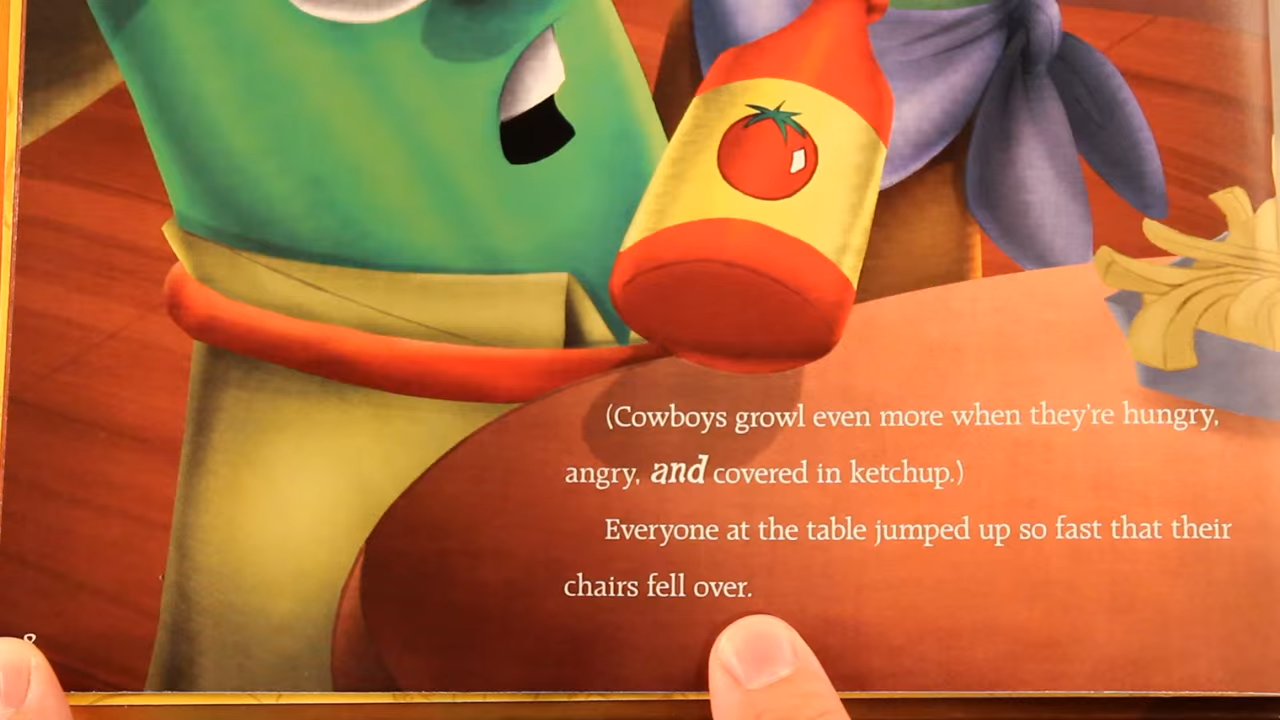 (Cowboys growl even more when they're hungry,
angry, and covered in ketchup.)
Everyone at the table jumped up so fast that their
chairs fell over.
8